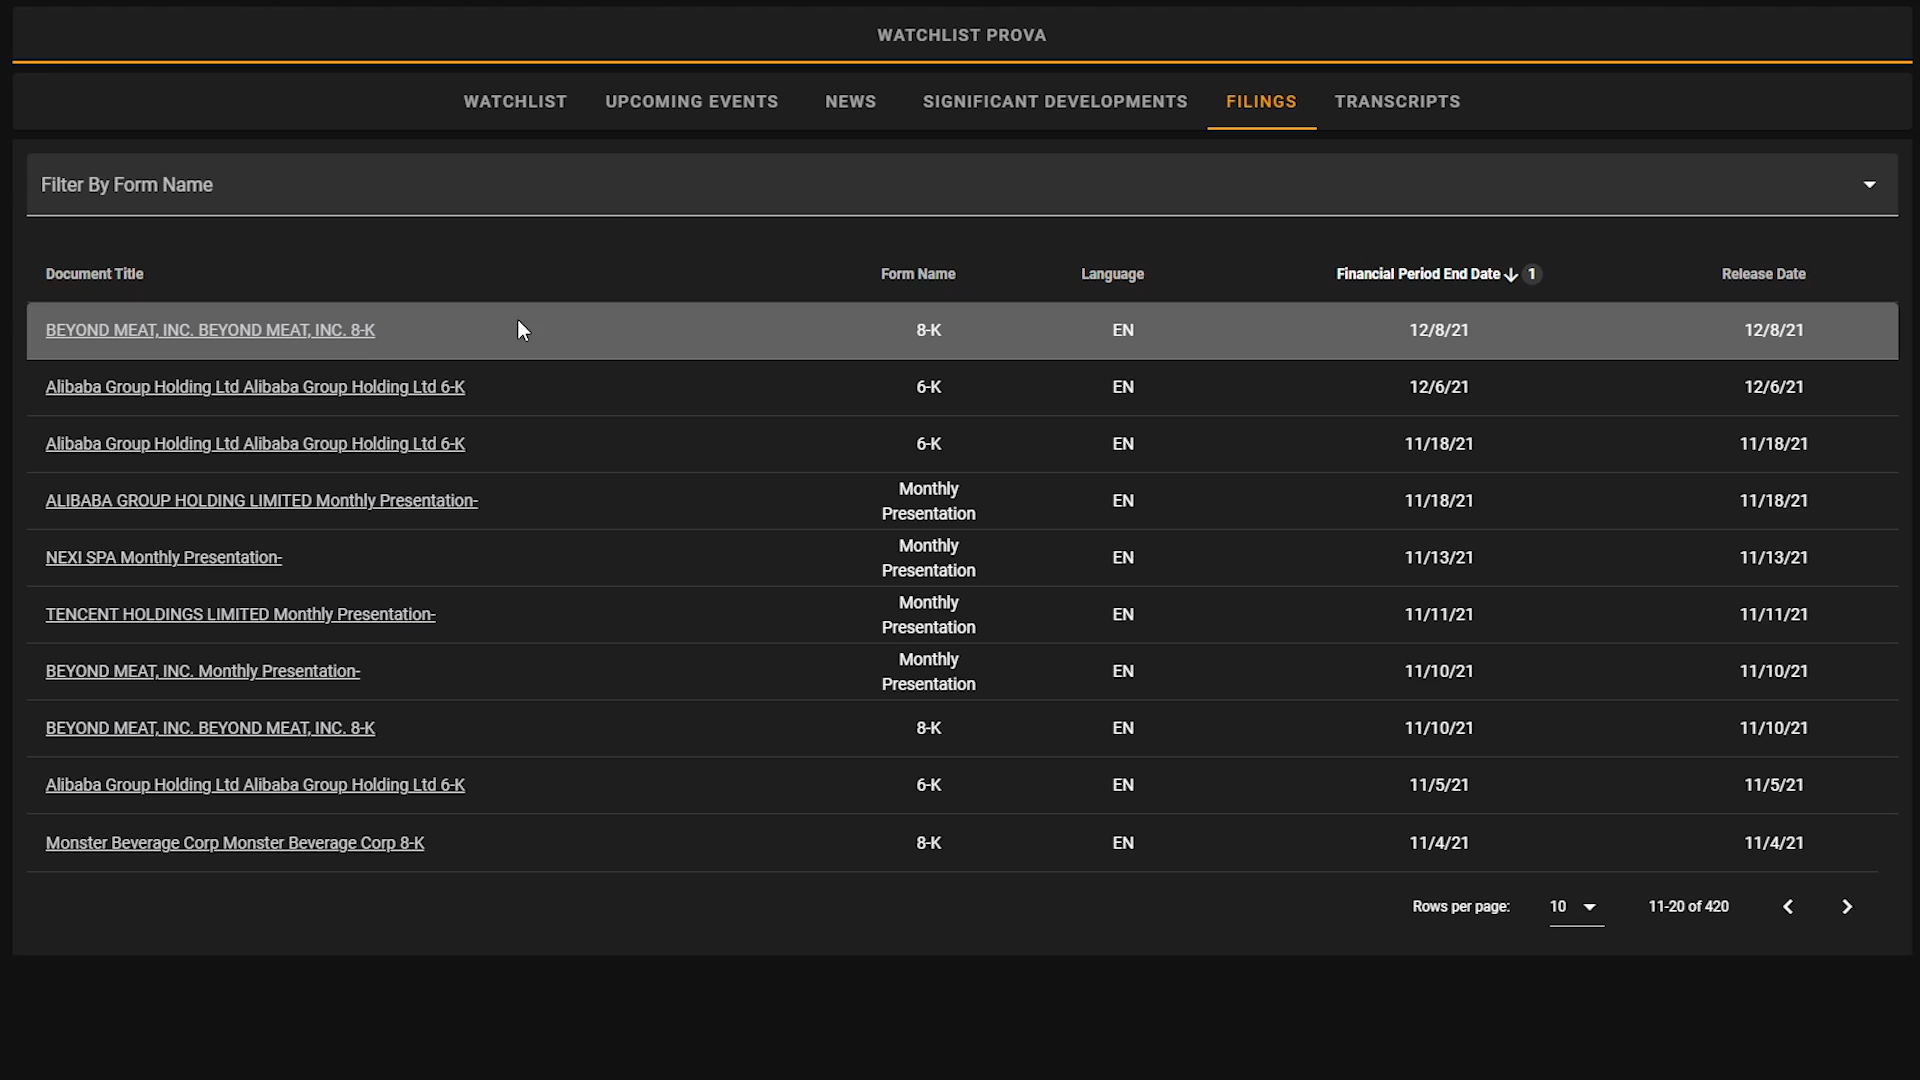 WATCHLIST PROVA
WATCHLIST UPCOMING EVENTS NEWS SIGNIFICANT DEVELOPMENTS FILINGS TRANSCRIPTS
Filter By Form Name
Document Title Form Name Language Financial Period End Date 1 Release Date
BEYOND MEAT, INC. BEYOND MEAT, INC. 8-K 8-K EN 12/8/21 12/8/21
Alibaba Group Holding Ltd Alibaba Group Holding Ltd 6-K 6-K EN 12/6/21 12/6/21
Alibaba Group Holding Ltd Alibaba Group Holding Ltd 6-K 6-K EN 11/18/21 11/18/21
ALIBABA GROUP HOLDING LIMITED Monthly Presentation- Monthly Presentation EN 11/18/21 11/18/21
NEXI SPA Monthly Presentation- Monthly Presentation EN 11/13/21 11/13/21
TENCENT HOLDINGS LIMITED Monthly Presentation- Monthly Presentation EN 11/11/21 11/11/21
BEYOND MEAT, INC. Monthly Presentation- Monthly Presentation EN 11/10/21 11/10/21
BEYOND MEAT, INC. BEYOND MEAT, INC. 8-K 8-K EN 11/10/21 11/10/21
Alibaba Group Holding Ltd Alibaba Group Holding Ltd 6-K 6-K EN 11/5/21 11/5/21
Monster Beverage Corp Monster Beverage Corp 8-K 8-K EN 11/4/21 11/4/21
Rows per page: 10 11-20 of 420